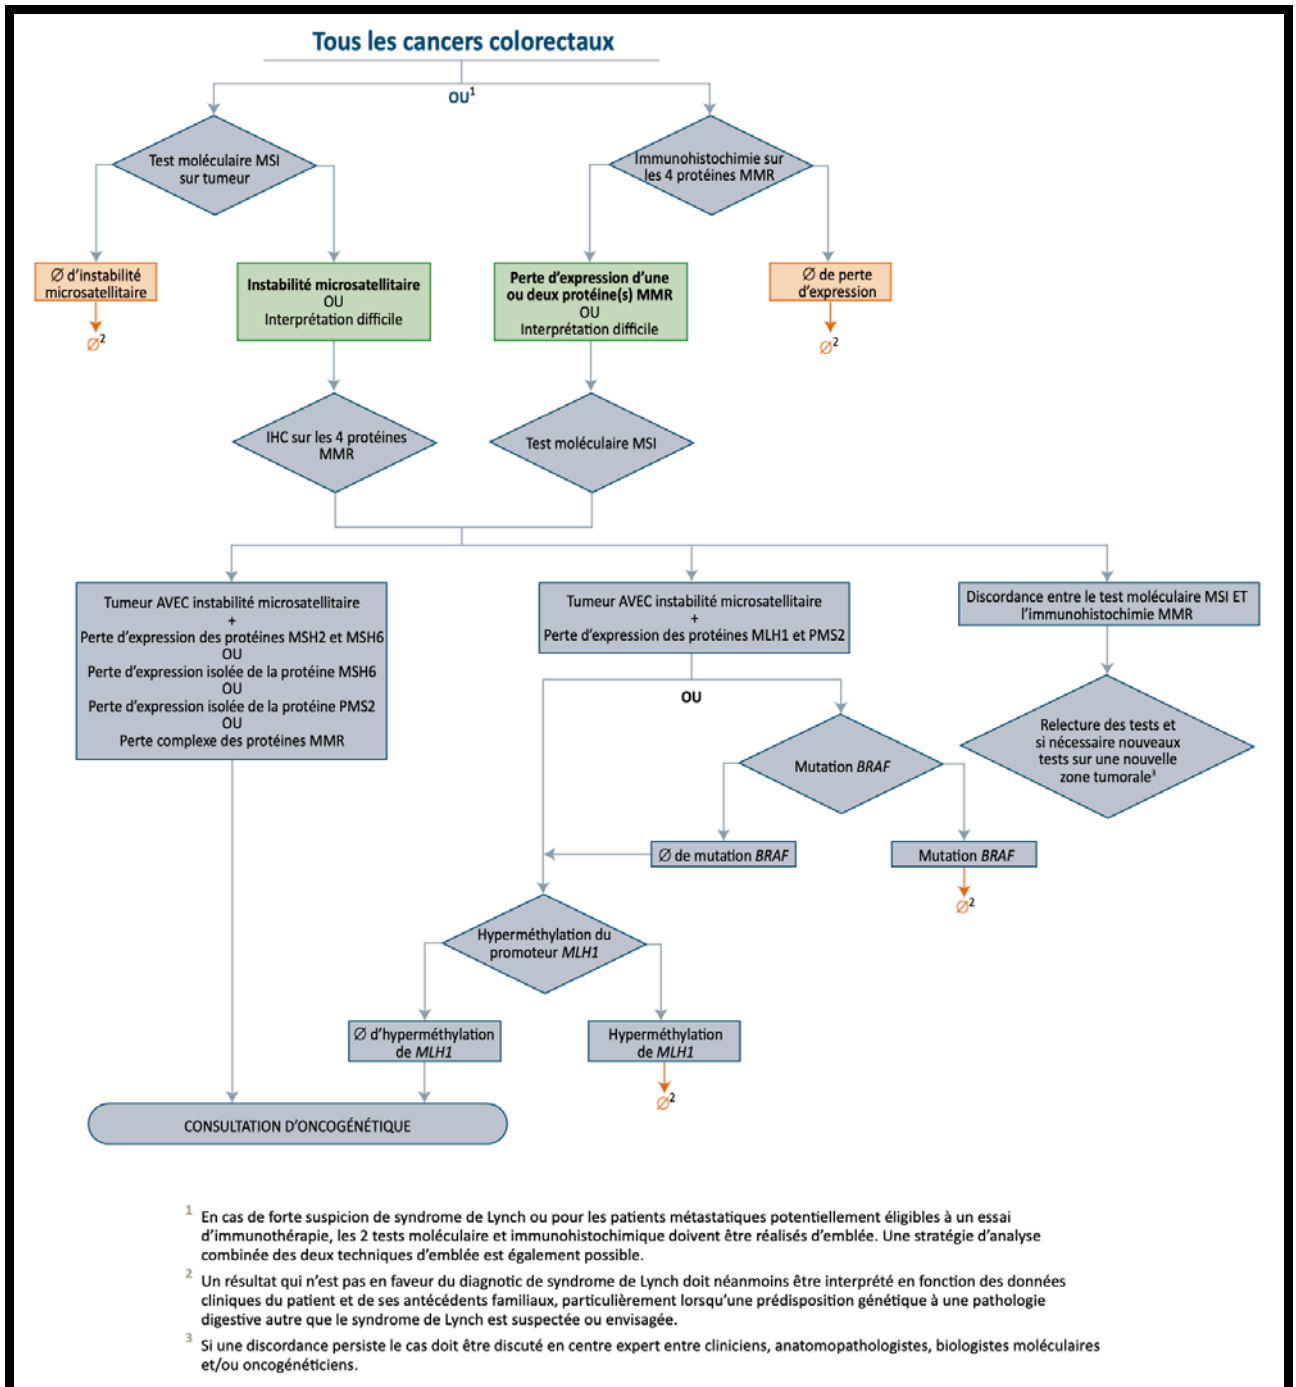 Tous les cancers colorectaux
OU1
Test moléculaire MSI
sur tumeur
Immunohistochimie sur
les 4 protéines MMR
Ø d'instabilité
microsatellitaire
Ø2
Instabilité microsatellitaire
OU
Interprétation difficile
Perte d'expression d'une
ou deux protéine(s) MMR
OU
Interprétation difficile
Ø de perte
d'expression
Ø2
IHC sur les 4 protéines
MMR
Test moléculaire MSI
Tumeur AVEC instabilité microsatellitaire
+
Perte d'expression des protéines MSH2 et MSH6
OU
Perte d'expression isolée de la protéine MSH6
OU
Perte d'expression isolée de la protéine PMS2
OU
Perte complexe des protéines MMR
Tumeur AVEC instabilité microsatellitaire
+
Perte d'expression des protéines MLH1 et PMS2
Discordance entre le test moléculaire MSI ET
l'immunohistochimie MMR
OU
Mutation BRAF
Relecture des tests et
si nécessaire nouveaux
tests sur une nouvelle
zone tumorale3
Ø de mutation BRAF
Mutation BRAF
Ø2
Hyperméthylation du
promoteur MLH1
Ø d'hyperméthylation
de MLH1
Hyperméthylation
de MLH1
Ø2
CONSULTATION D'ONCOGÉNÉTIQUE
1 En cas de forte suspicion de syndrome de Lynch ou pour les patients métastatiques potentiellement éligibles à un essai
d'immunothérapie, les 2 tests moléculaire et immunohistochimique doivent être réalisés d'emblée. Une stratégie d'analyse
combinée des deux techniques d'emblée est également possible.
2 Un résultat qui n'est pas en faveur du diagnotic de syndrome de Lynch doit néanmoins être interprété en fonction des données
cliniques du patient et de ses antécédents familiaux, particulièrement lorsqu'une prédisposition génétique à une pathologie
digestive autre que le syndrome de Lynch est suspectée ou envisagée.
3 Si une discordance persiste le cas doit être discuté en centre expert entre cliniciens, anatomopathologistes, biologistes moléculaires
et/ou oncogénéticiens.